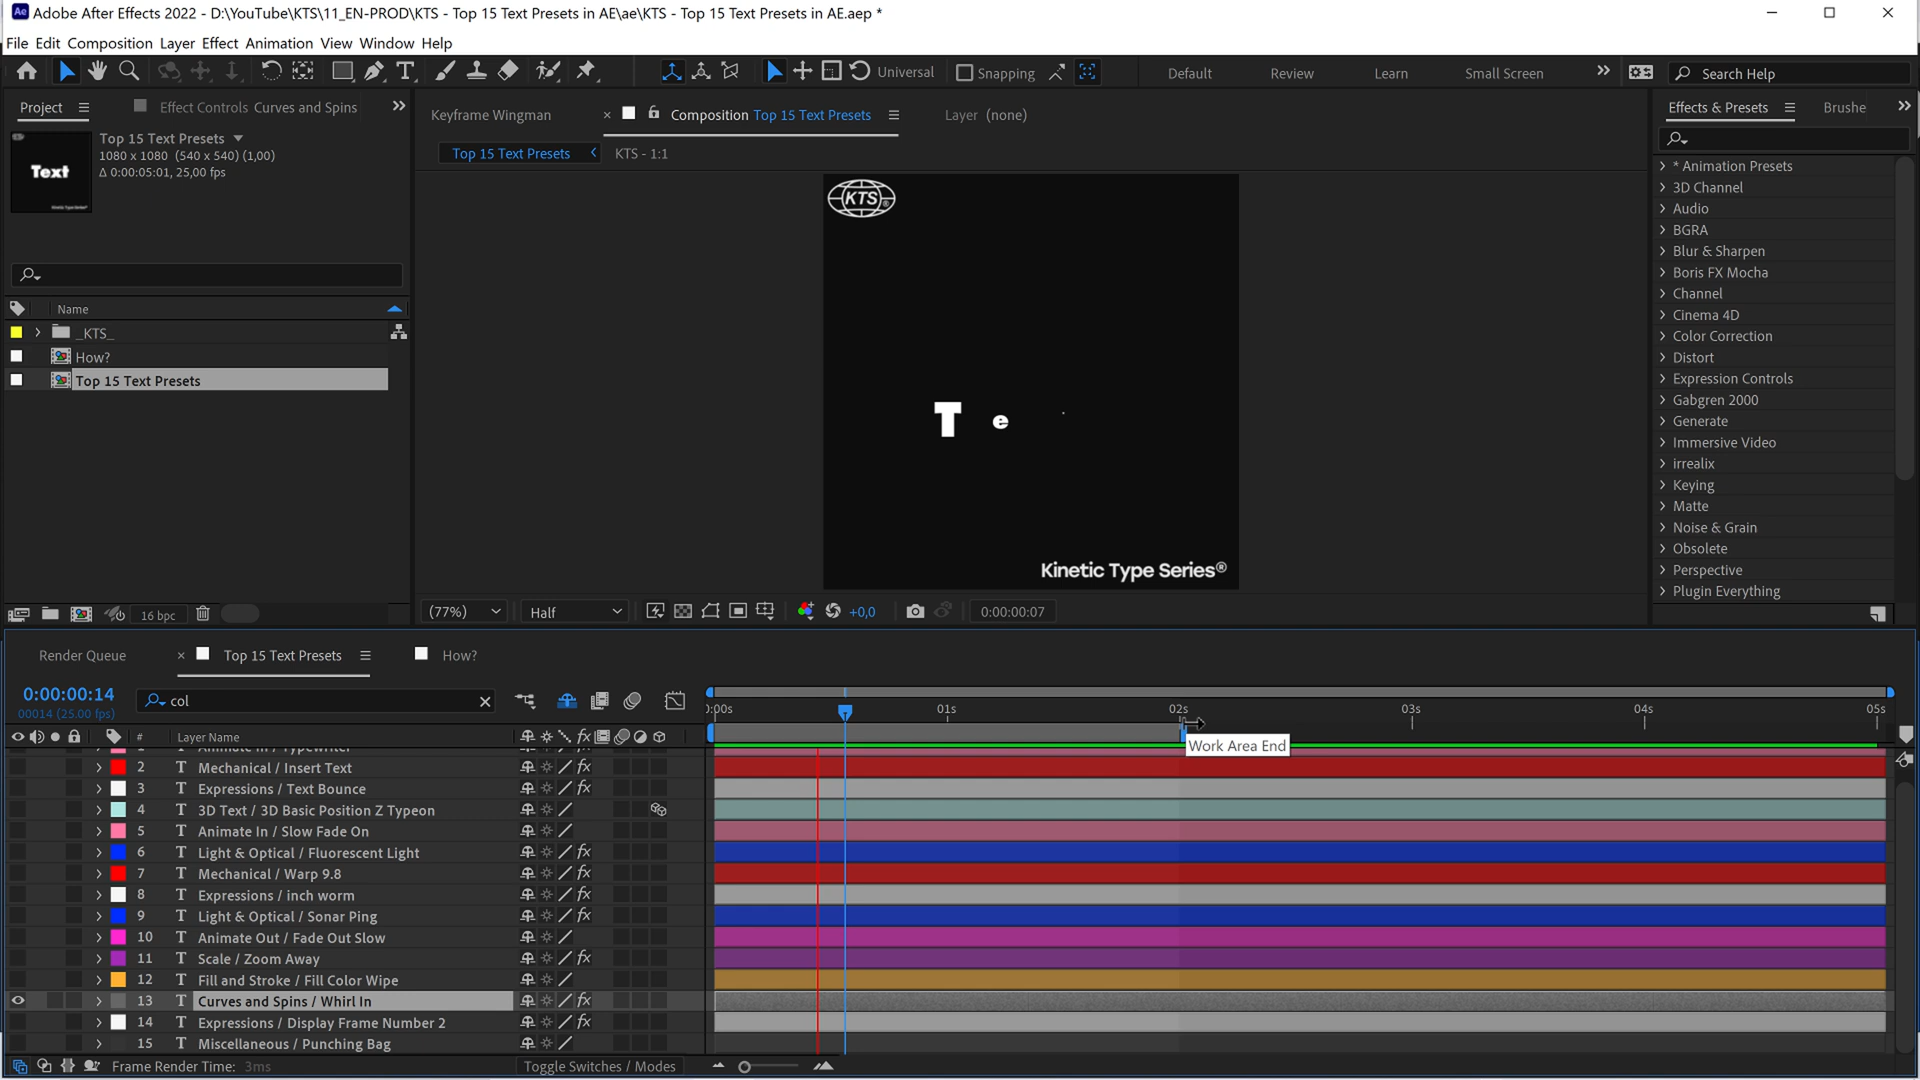 Ae Adobe After Effects 2022 - D:\YouTube\KTS\11_EN-PROD\KTS - Top 15 Text Presets in AE\ae\KTS - Top 15 Text Presets in AE.aep *
File Edit Composition Layer Effect Animation View Window Help
Universal Snapping Default Review Learn Small Screen Search Help
Project Effect Controls Curves and Spins
Top 15 Text Presets
1080 x 1080 (540 x 540) (1,00)
Δ 0:00:05:01, 25,00 fps
Text
Name
_KTS_
How?
Top 15 Text Presets
16 bpc
Keyframe Wingman Composition Top 15 Text Presets Layer (none)
Top 15 Text Presets KTS - 1:1
KTS ®
T e
Kinetic Type Series®
(77%) Half +0,0 0:00:00:07
Effects & Presets Brushe
* Animation Presets
3D Channel
Audio
BGRA
Blur & Sharpen
Boris FX Mocha
Channel
Cinema 4D
Color Correction
Distort
Expression Controls
Gabgren 2000
Generate
Immersive Video
irrealix
Keying
Matte
Noise & Grain
Obsolete
Perspective
Plugin Everything
Render Queue Top 15 Text Presets How?
0:00:00:14
00014 (25.00 fps)
col
):00s 01s 02s 03s 04s 05s
Work Area End
# Layer Name
1 T Animate In / Typewriter
2 T Mechanical / Insert Text
3 T Expressions / Text Bounce
4 T 3D Text / 3D Basic Position Z Typeon
5 T Animate In / Slow Fade On
6 T Light & Optical / Fluorescent Light
7 T Mechanical / Warp 9.8
8 T Expressions / inch worm
9 T Light & Optical / Sonar Ping
10 T Animate Out / Fade Out Slow
11 T Scale / Zoom Away
12 T Fill and Stroke / Fill Color Wipe
13 T Curves and Spins / Whirl In
14 T Expressions / Display Frame Number 2
15 T Miscellaneous / Punching Bag
Frame Render Time: 3ms Toggle Switches / Modes